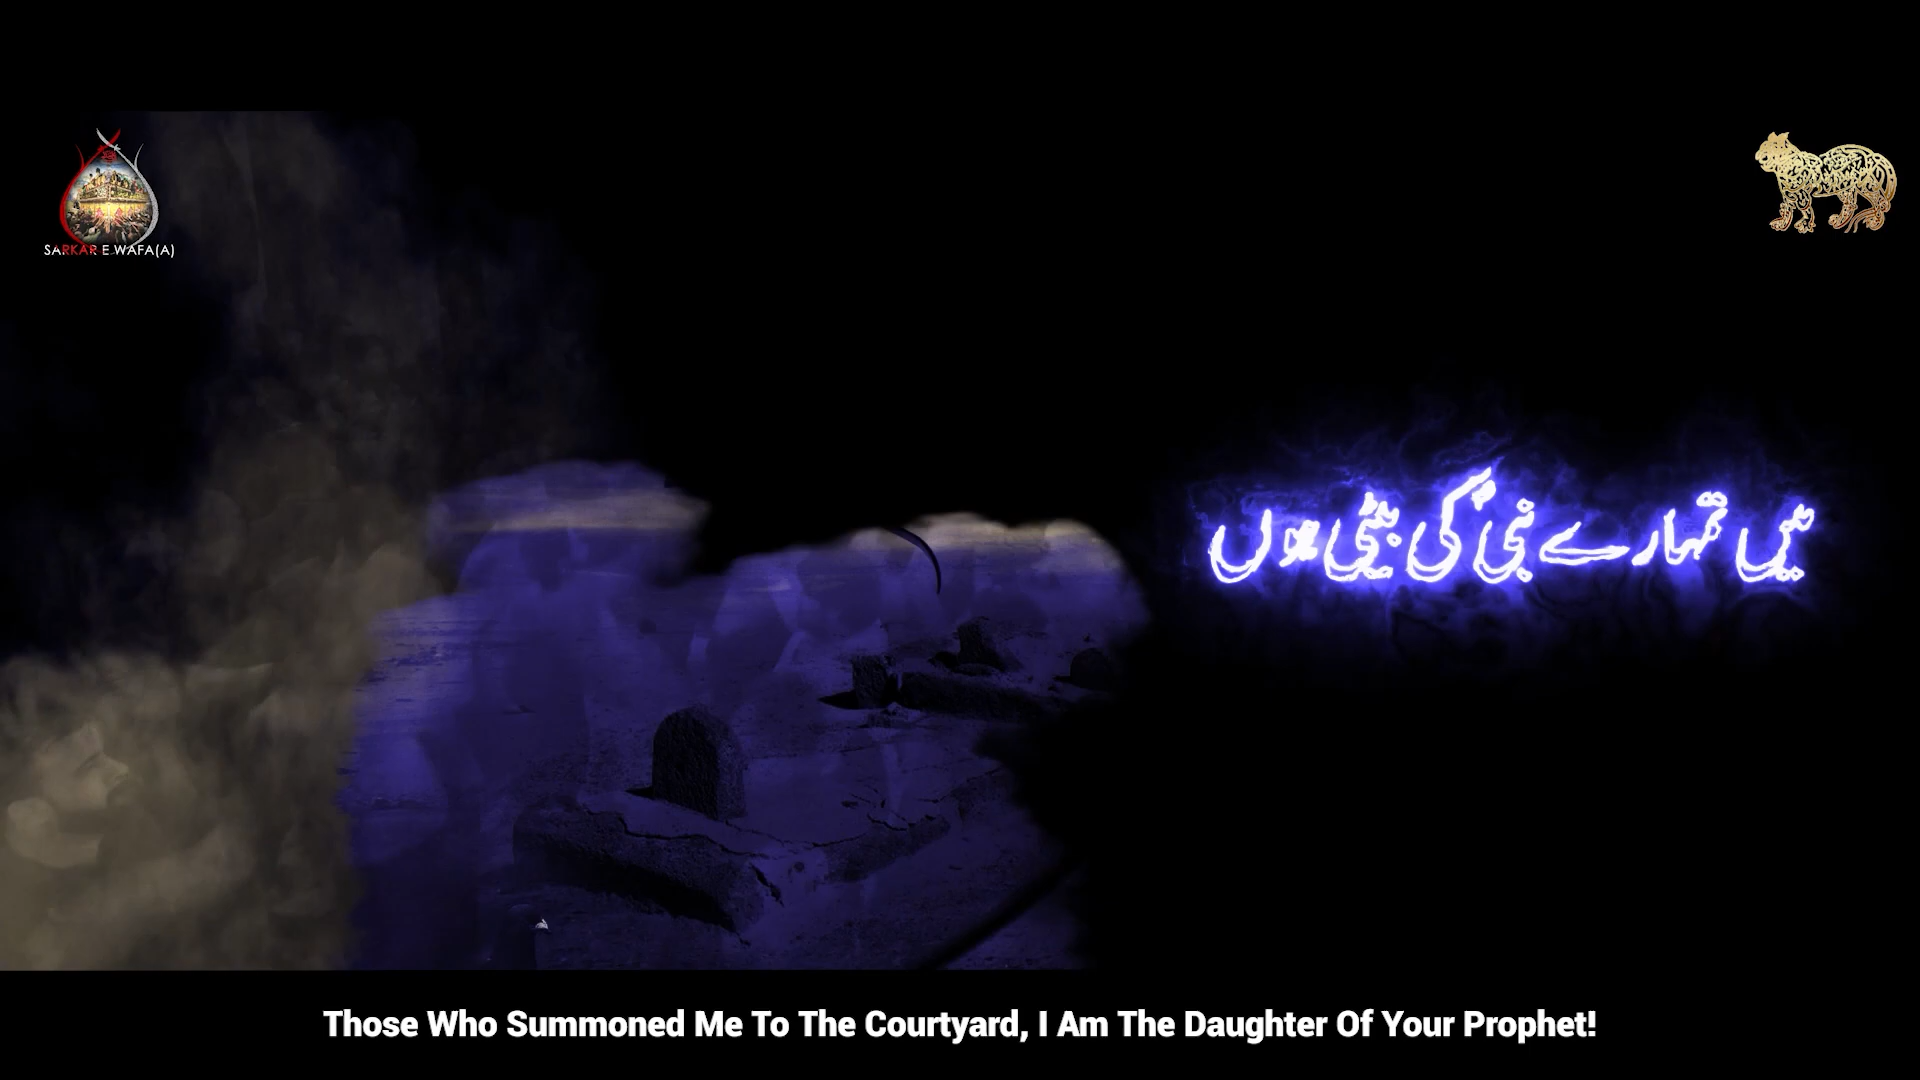 SARKAR E WAFA(A)
میں تمہارے نبیؐ کی بیٹی ہوں
Those Who Summoned Me To The Courtyard, I Am The Daughter Of Your Prophet!